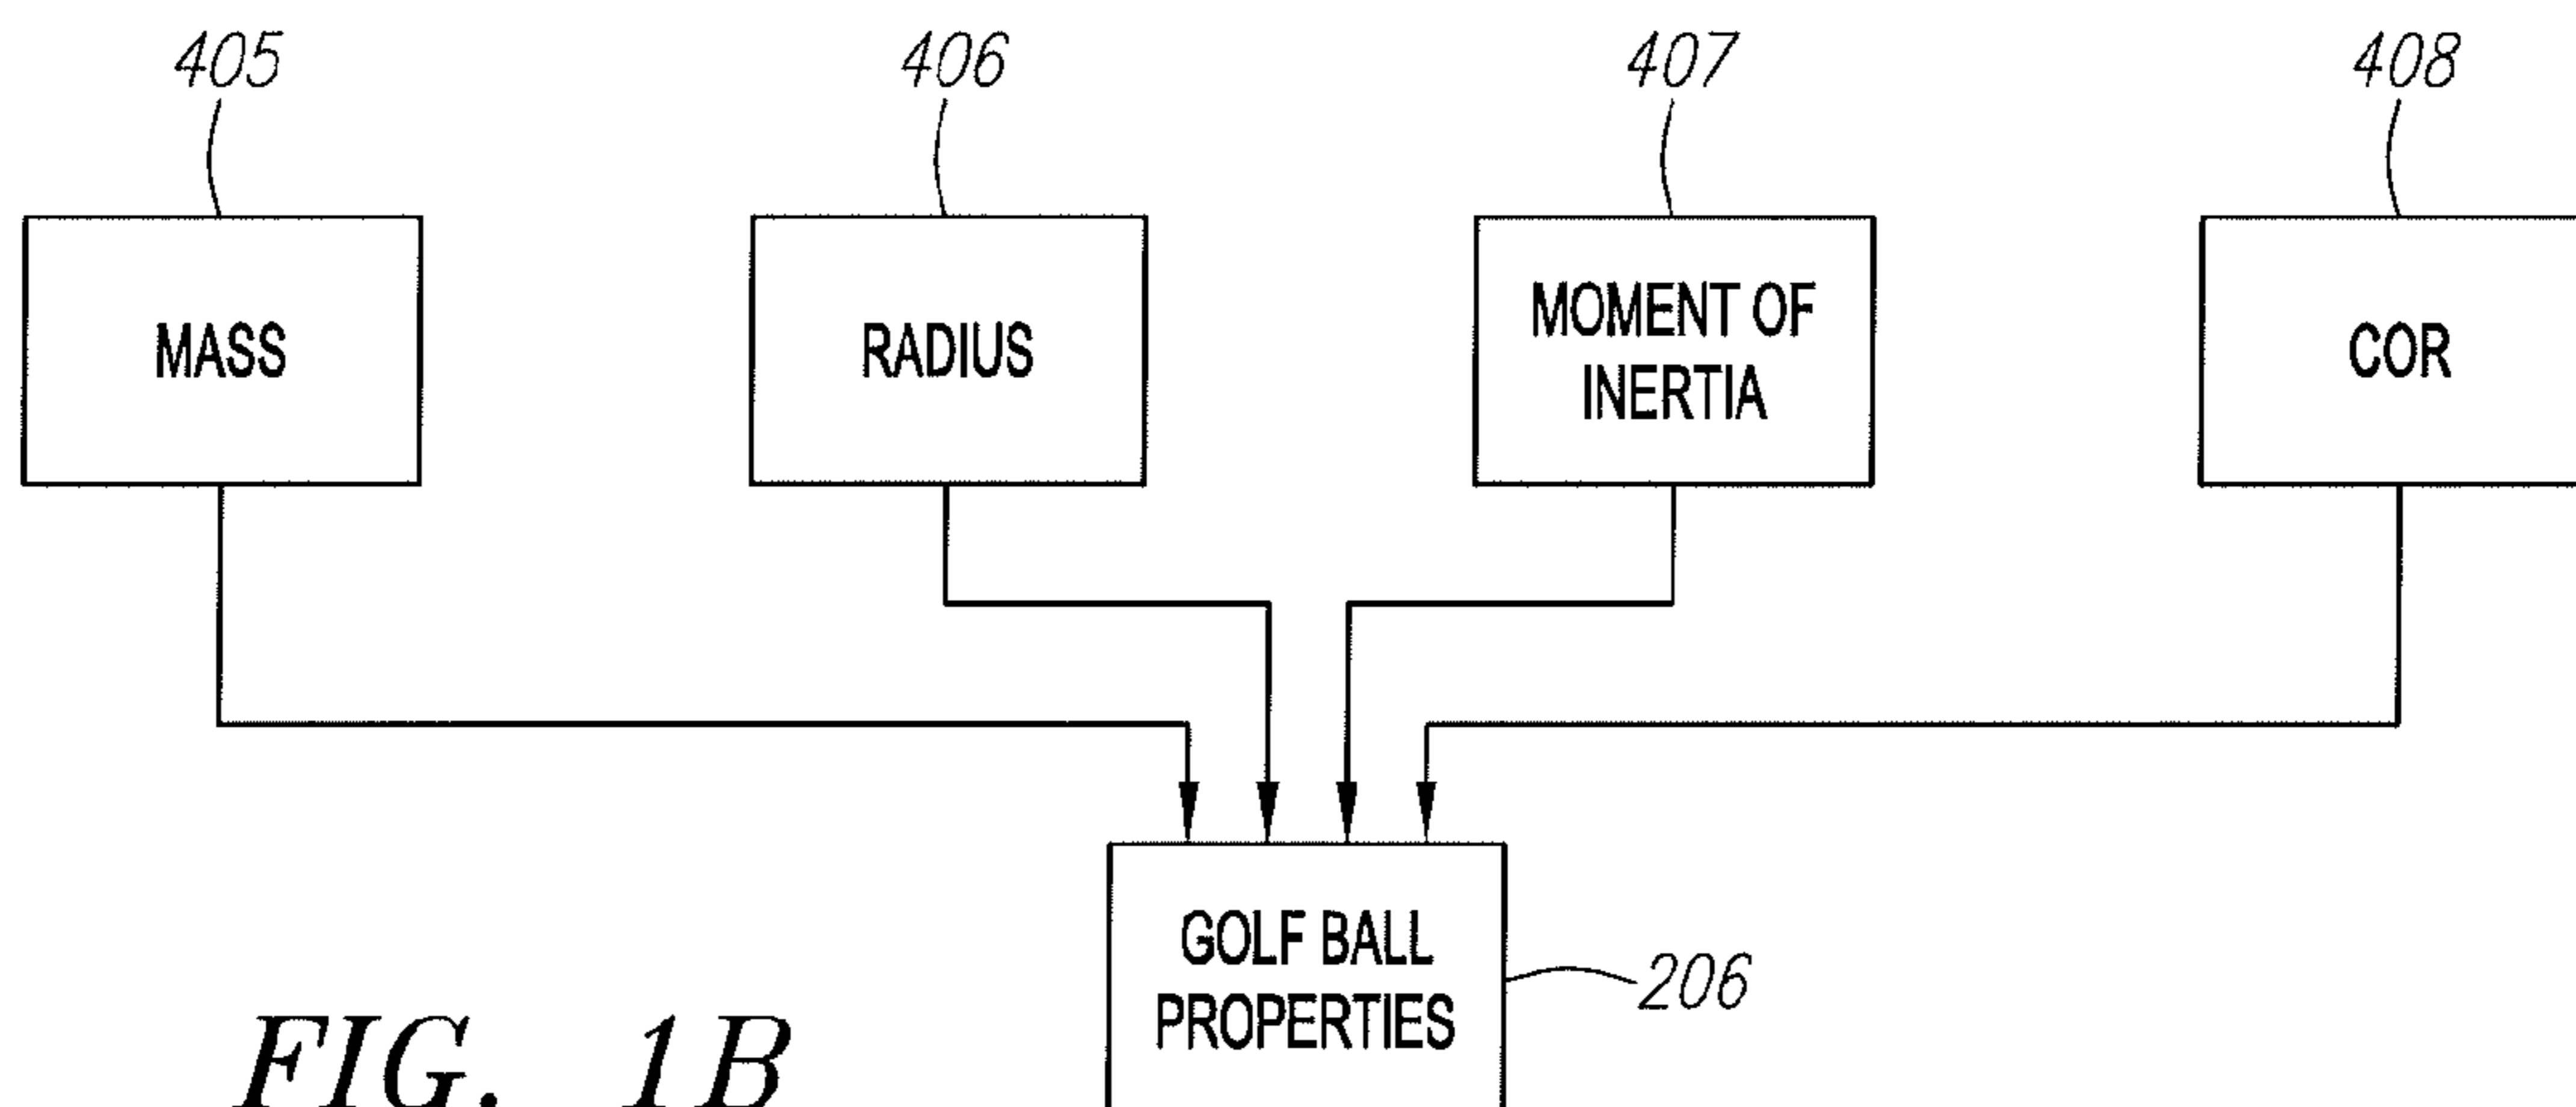 405
406
407
408
MASS
RADIUS
MOMENT OF
INERTIA
COR
GOLF BALL
PROPERTIES
206
FIG. 1B